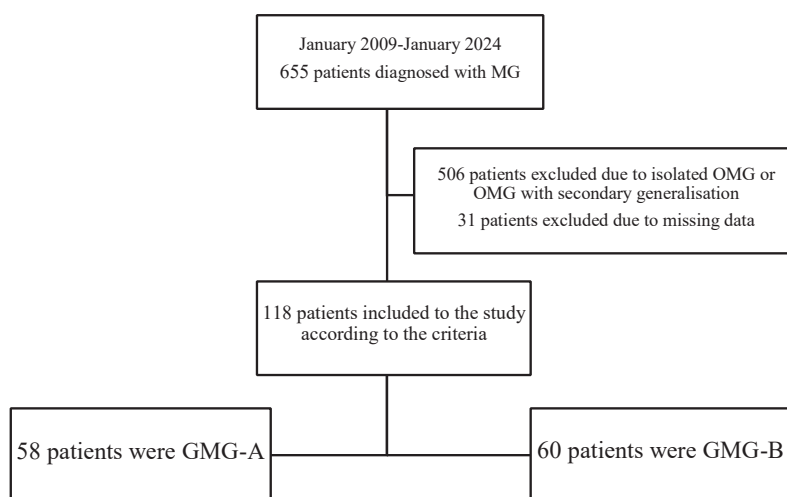 January 2009-January 2024
655 patients diagnosed with MG
506 patients excluded due to isolated OMG or
OMG with secondary generalisation
31 patients excluded due to missing data
118 patients included to the study
according to the criteria
58 patients were GMG-A
60 patients were GMG-B